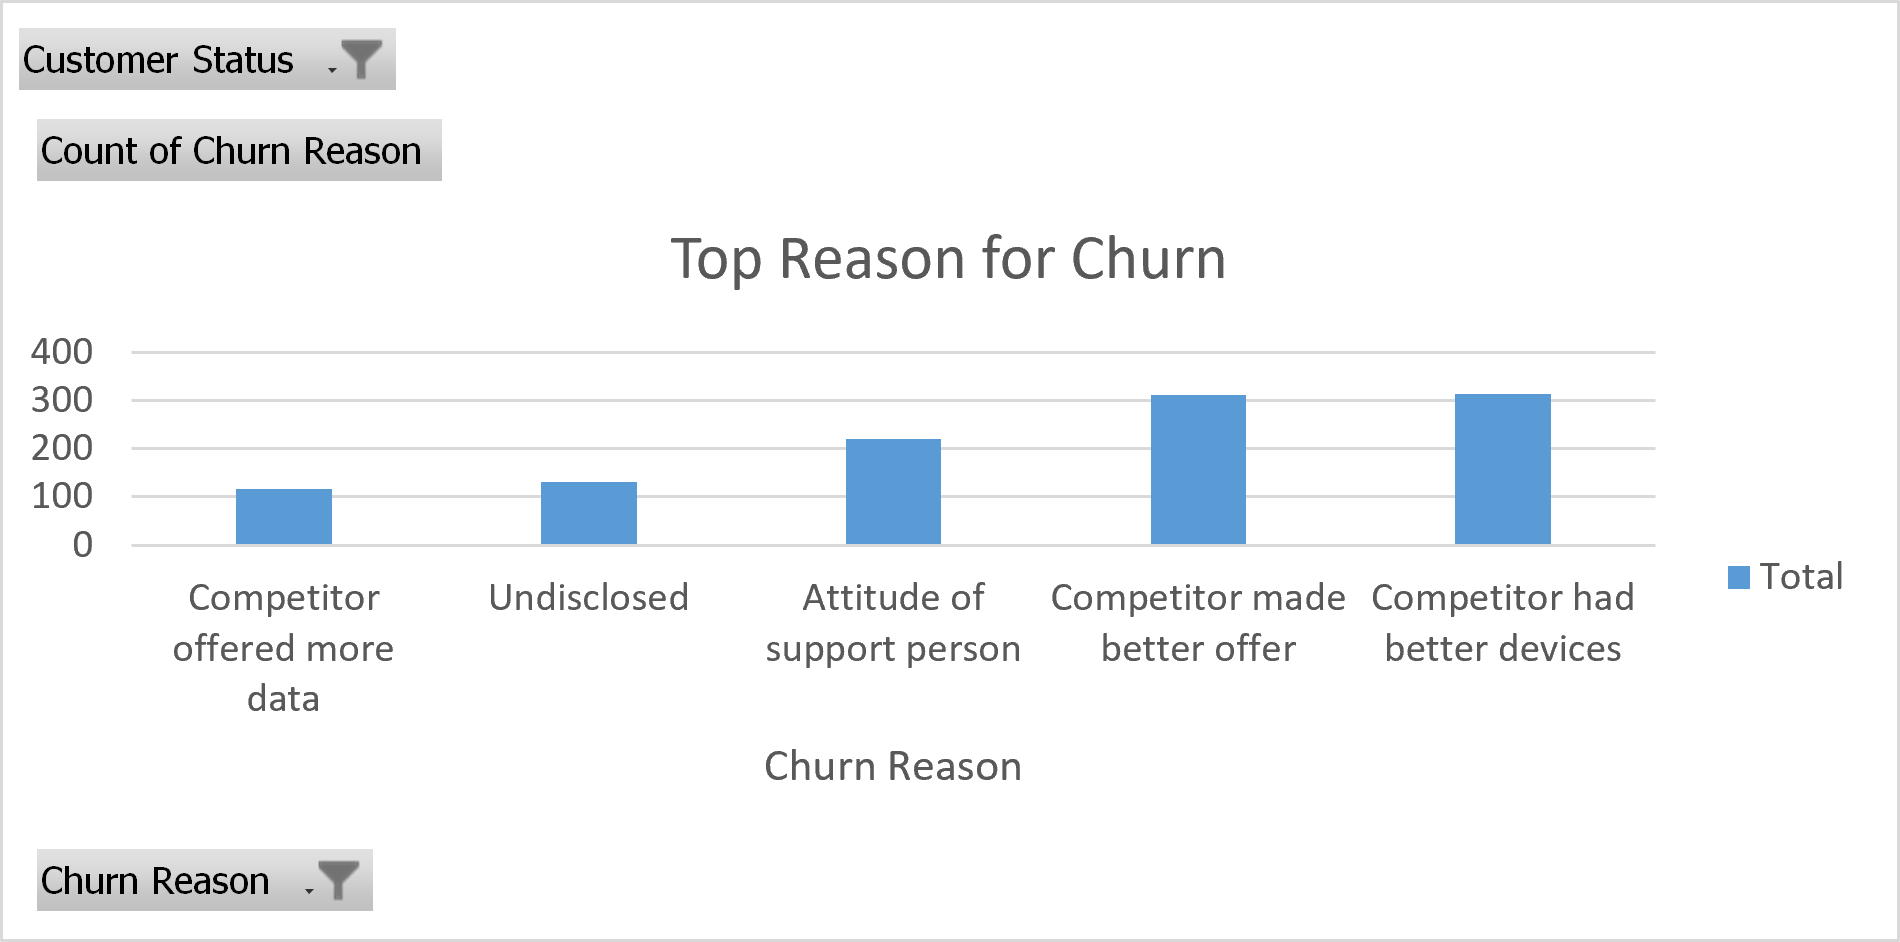 Customer Status
Count of Churn Reason
Top Reason for Churn
400
300
200
100
0
Competitor offered more data
Undisclosed
Attitude of support person
Competitor made better offer
Competitor had better devices
Total
Churn Reason
Churn Reason